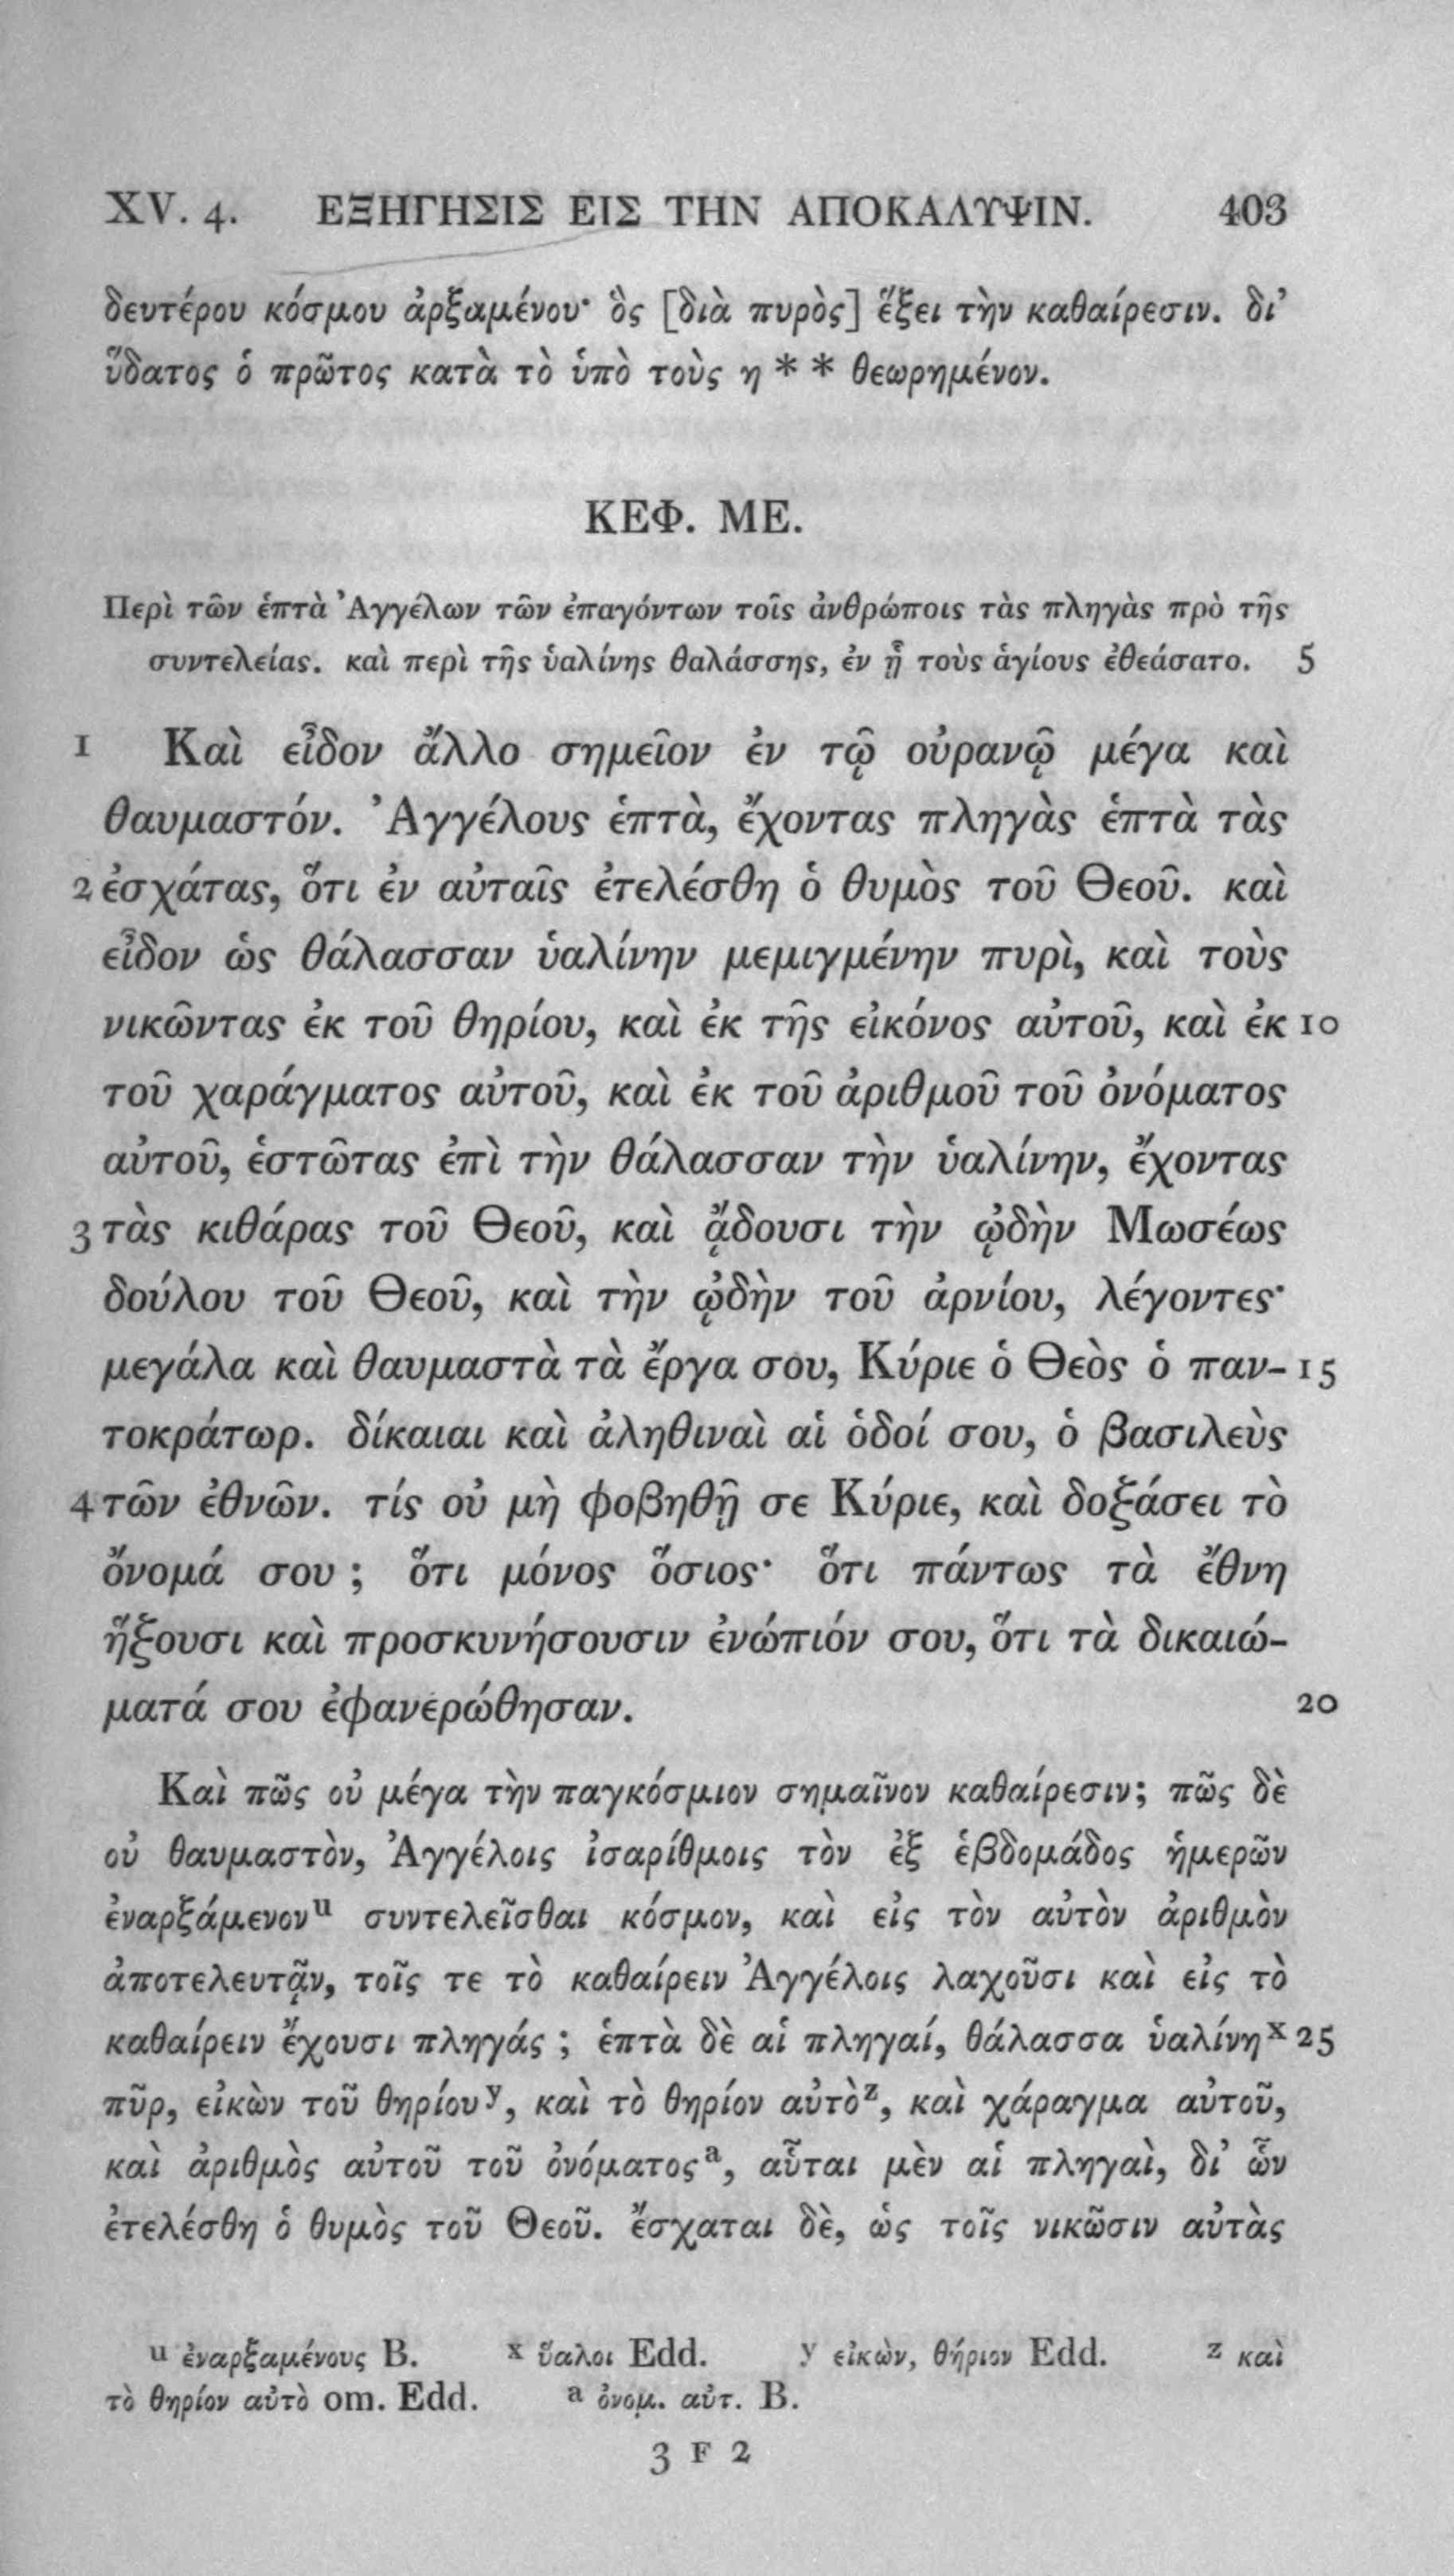 XV. 4. ΕΞΗΓΗΣΙΣ ΕΙΣ ΤΗΝ ΑΠΟΚΑΛΥΨΙΝ. 403
δευτέρου κόσμου ἀρξαμένου· ὃς [διὰ πυρὸς] ἕξει τὴν καθαίρεσιν. δι’
ὕδατος ὁ πρῶτος κατὰ τὸ ὑπὸ τοὺς η * * θεωρημένον.
ΚΕΦ. ΜΕ.
Περὶ τῶν ἑπτὰ Ἀγγέλων τῶν ἐπαγόντων τοῖς ἀνθρώποις τὰς πληγὰς πρὸ τῆς
συντελείας. καὶ περὶ τῆς ὑαλίνης θαλάσσης, ἐν ᾗ τοὺς ἁγίους ἐθεάσατο. 5
1 Καὶ εἶδον ἄλλο σημεῖον ἐν τῷ οὐρανῷ μέγα καὶ
θαυμαστόν. Ἀγγέλους ἑπτὰ, ἔχοντας πληγὰς ἑπτὰ τὰς
2 ἐσχάτας, ὅτι ἐν αὐταῖς ἐτελέσθη ὁ θυμὸς τοῦ Θεοῦ. καὶ
εἶδον ὡς θάλασσαν ὑαλίνην μεμιγμένην πυρὶ, καὶ τοὺς
νικῶντας ἐκ τοῦ θηρίου, καὶ ἐκ τῆς εἰκόνος αὐτοῦ, καὶ ἐκ 10
τοῦ χαράγματος αὐτοῦ, καὶ ἐκ τοῦ ἀριθμοῦ τοῦ ὀνόματος
αὐτοῦ, ἑστῶτας ἐπὶ τὴν θάλασσαν τὴν ὑαλίνην, ἔχοντας
3 τὰς κιθάρας τοῦ Θεοῦ, καὶ ᾄδουσι τὴν ᾠδὴν Μωσέως
δούλου τοῦ Θεοῦ, καὶ τὴν ᾠδὴν τοῦ ἀρνίου, λέγοντες·
μεγάλα καὶ θαυμαστὰ τὰ ἔργα σου, Κύριε ὁ Θεὸς ὁ παν- 15
τοκράτωρ. δίκαιαι καὶ ἀληθιναὶ αἱ ὁδοί σου, ὁ βασιλεὺς
4 τῶν ἐθνῶν. τίς οὐ μὴ φοβηθῇ σε Κύριε, καὶ δοξάσει τὸ
ὄνομά σου ; ὅτι μόνος ὅσιος· ὅτι πάντως τὰ ἔθνη
ἥξουσι καὶ προσκυνήσουσιν ἐνώπιόν σου, ὅτι τὰ δικαιώ-
ματά σου ἐφανερώθησαν. 20
Καὶ πῶς οὐ μέγα τὴν παγκόσμιον σημαῖνον καθαίρεσιν; πῶς δὲ
οὐ θαυμαστὸν, Ἀγγέλοις ἰσαρίθμοις τὸν ἐξ ἑβδομάδος ἡμερῶν
ἐναρξάμενον u συντελεῖσθαι κόσμον, καὶ εἰς τὸν αὐτὸν ἀριθμὸν
ἀποτελευτᾷν, τοῖς τε τὸ καθαίρειν Ἀγγέλοις λαχοῦσι καὶ εἰς τὸ
καθαίρειν ἔχουσι πληγάς ; ἑπτὰ δὲ αἱ πληγαί, θάλασσα ὑαλίνη x 25
πῦρ, εἰκὼν τοῦ θηρίου y, καὶ τὸ θηρίον αὐτὸ z, καὶ χάραγμα αὐτοῦ,
καὶ ἀριθμὸς αὐτοῦ τοῦ ὀνόματος a, αὗται μὲν αἱ πληγαὶ, δι’ ὧν
ἐτελέσθη ὁ θυμὸς τοῦ Θεοῦ. ἔσχαται δὲ, ὡς τοῖς νικῶσιν αὐτὰς
u ἐναρξαμένους B. x ὕαλοι Edd. y εἰκὼν, θήριον Edd. z καὶ
τὸ θηρίον αὐτὸ om. Edd. a ὀνομ. αὐτ. B.
3 F 2